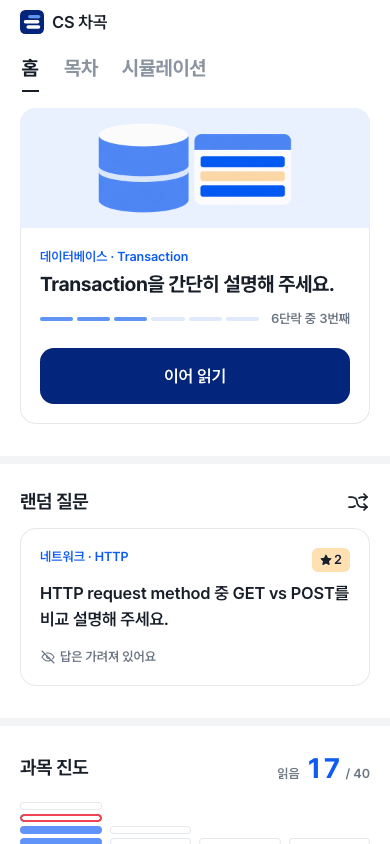 CS 차곡
홈 목차 시뮬레이션
데이터베이스 · Transaction
Transaction을 간단히 설명해 주세요.
6단락 중 3번째
이어 읽기
랜덤 질문
네트워크 · HTTP
★ 2
HTTP request method 중 GET vs POST를
비교 설명해 주세요.
답은 가려져 있어요
과목 진도
읽음 17 / 40